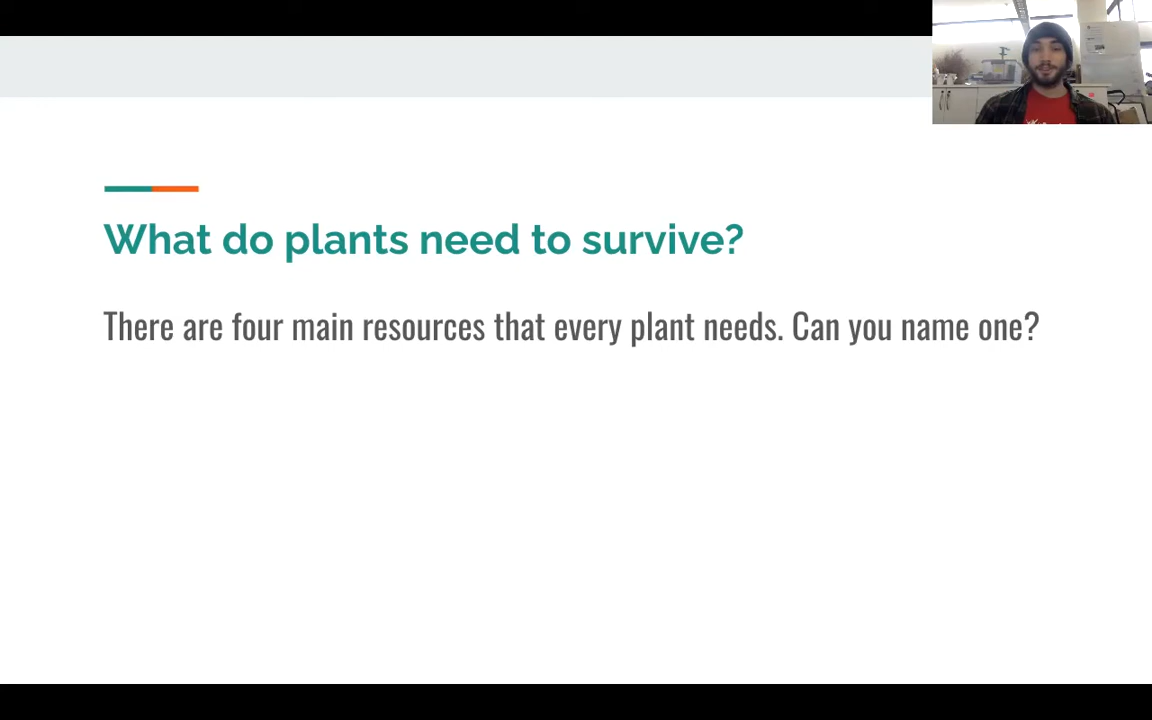 What do plants need to survive?
There are four main resources that every plant needs. Can you name one?